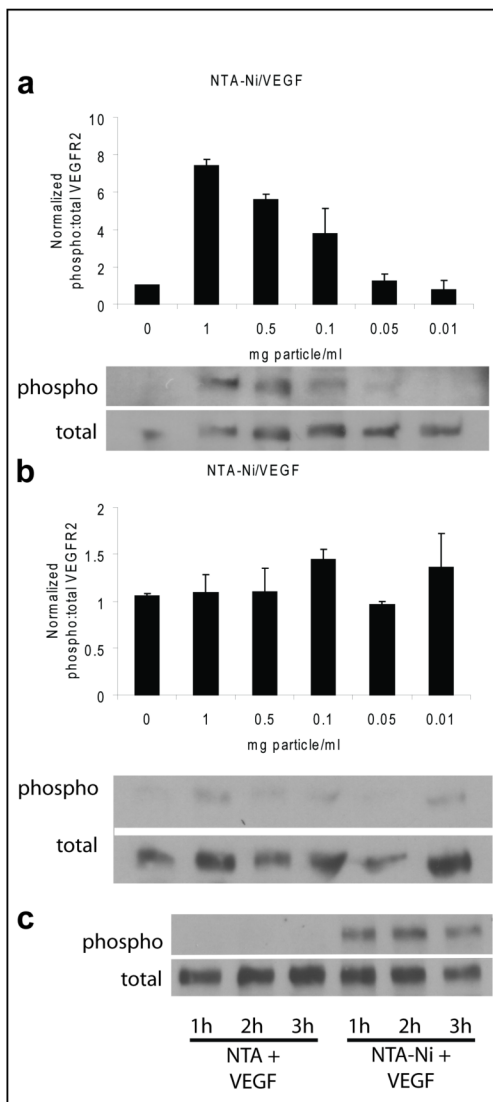 a
NTA-Ni/VEGF
Normalized
phospho:total VEGFR2
10
8
6
4
2
0
0 1 0.5 0.1 0.05 0.01
mg particle/ml
phospho
total
b
NTA-Ni/VEGF
Normalized
phospho:total VEGFR2
2
1.5
1
0.5
0
0 1 0.5 0.1 0.05 0.01
mg particle/ml
phospho
total
c
phospho
total
1h 2h 3h 1h 2h 3h
NTA + NTA-Ni +
VEGF VEGF